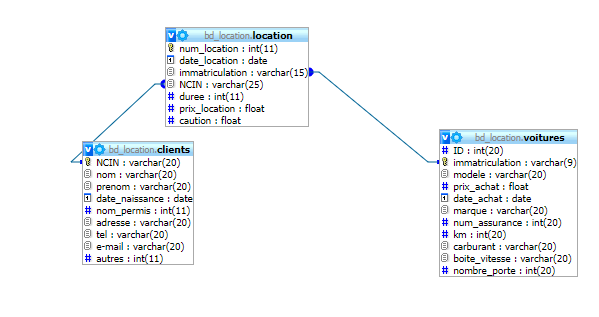 bd_location.location
num_location : int(11)
date_location : date
immatriculation : varchar(15)
NCIN : varchar(25)
duree : int(11)
prix_location : float
caution : float
bd_location.clients
NCIN : varchar(20)
nom : varchar(20)
prenom : varchar(20)
date_naissance : date
nom_permis : int(11)
adresse : varchar(20)
tel : varchar(20)
e-mail : varchar(20)
autres : int(11)
bd_location.voitures
ID : int(20)
immatriculation : varchar(9)
modele : varchar(20)
prix_achat : float
date_achat : date
marque : varchar(20)
num_assurance : int(20)
km : int(20)
carburant : varchar(20)
boite_vitesse : varchar(20)
nombre_porte : int(20)